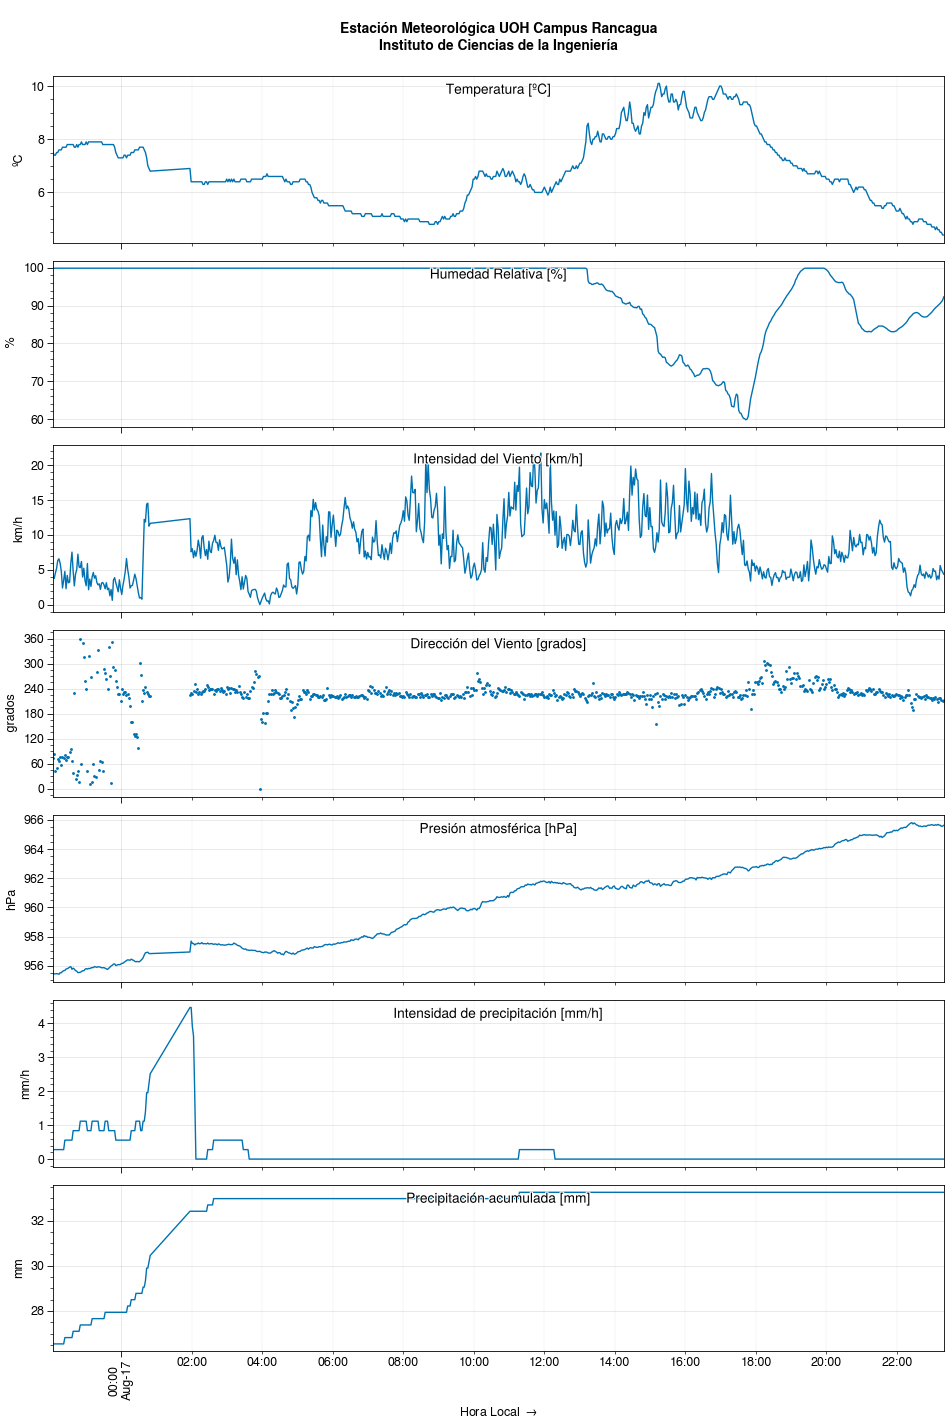 Estación Meteorológica UOH Campus Rancagua
Instituto de Ciencias de la Ingeniería
Temperatura [ºC]
10
8
6
ºC
Humedad Relativa [%]
100
90
80
70
60
%
Intensidad del Viento [km/h]
20
15
10
5
0
km/h
Dirección del Viento [grados]
360
300
240
180
120
60
0
grados
Presión atmosférica [hPa]
966
964
962
960
958
956
hPa
Intensidad de precipitación [mm/h]
4
3
2
1
0
mm/h
Precipitación acumulada [mm]
32
30
28
mm
00:00
Aug-17
02:00 04:00 06:00 08:00 10:00 12:00 14:00 16:00 18:00 20:00 22:00
Hora Local →